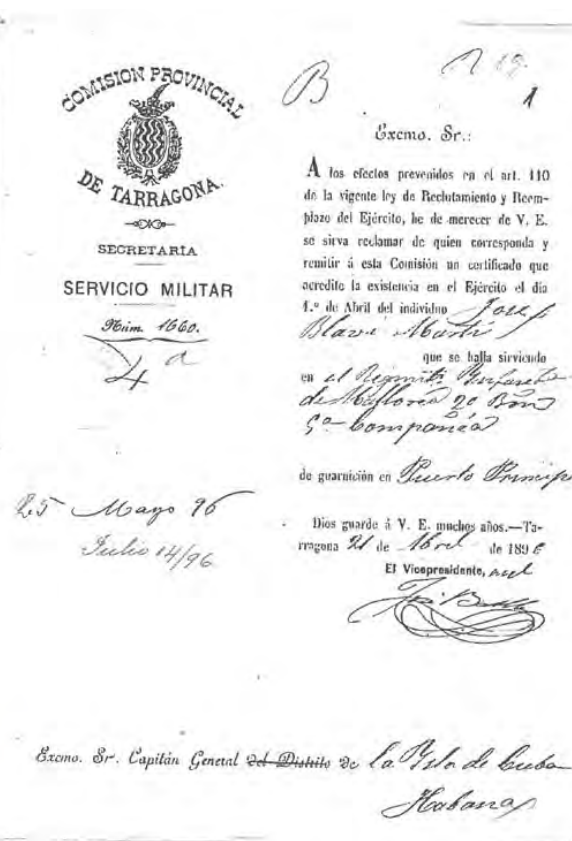 COMISION PROVINCIAL
DE TARRAGONA.
SECRETARÍA
SERVICIO MILITAR
Núm. 1660.
4ª
25 Mayo 96
Julio 14/96
B
1
Excmo. Sr.:
A los efectos prevenidos en el art. 110
de la vigente ley de Reclutamiento y Reem-
plazo del Ejército, he de merecer de V. E.
se sirva reclamar de quien corresponda y
remitir á esta Comisión un certificado que
acredite la existencia en el Ejército el día
1.º de Abril del individuo José
Martí
que se halla sirviendo
en el Regmto Infanta
de Mallorca 2º Bon
5ª Compañía
de guarnición en Puerto Principe
Dios guarde á V. E. muchos años.—Ta-
rragona 21 de Abril de 1896
El Vicepresidente,
Excmo. Sr. Capitán General del Distrito de la Isla de Cuba
Habana